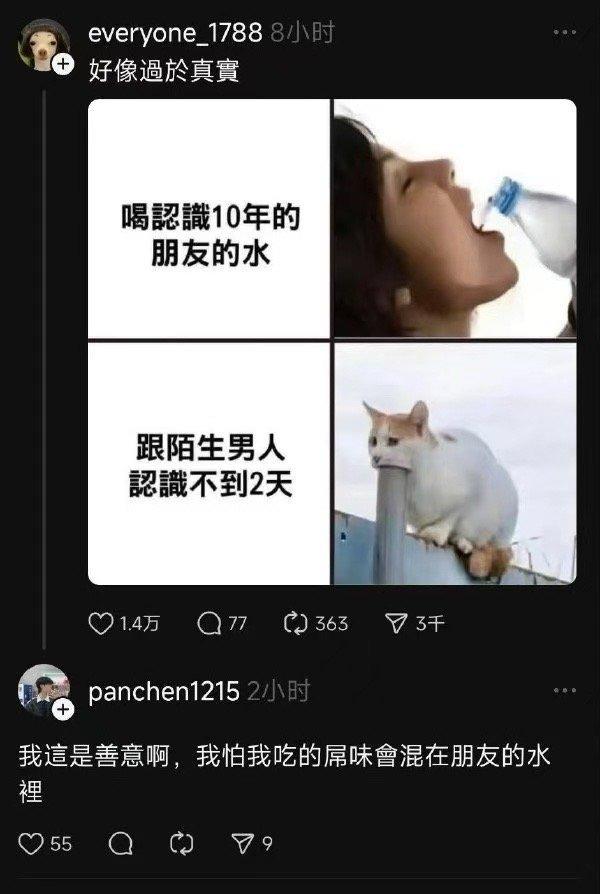 everyone_1788 8小时
好像過於真實
喝認識10年的
朋友的水
跟陌生男人
認識不到2天
1.4万 77 363 3千
panchen1215 2小时
我這是善意啊，我怕我吃的屌味會混在朋友的水
裡
55 9